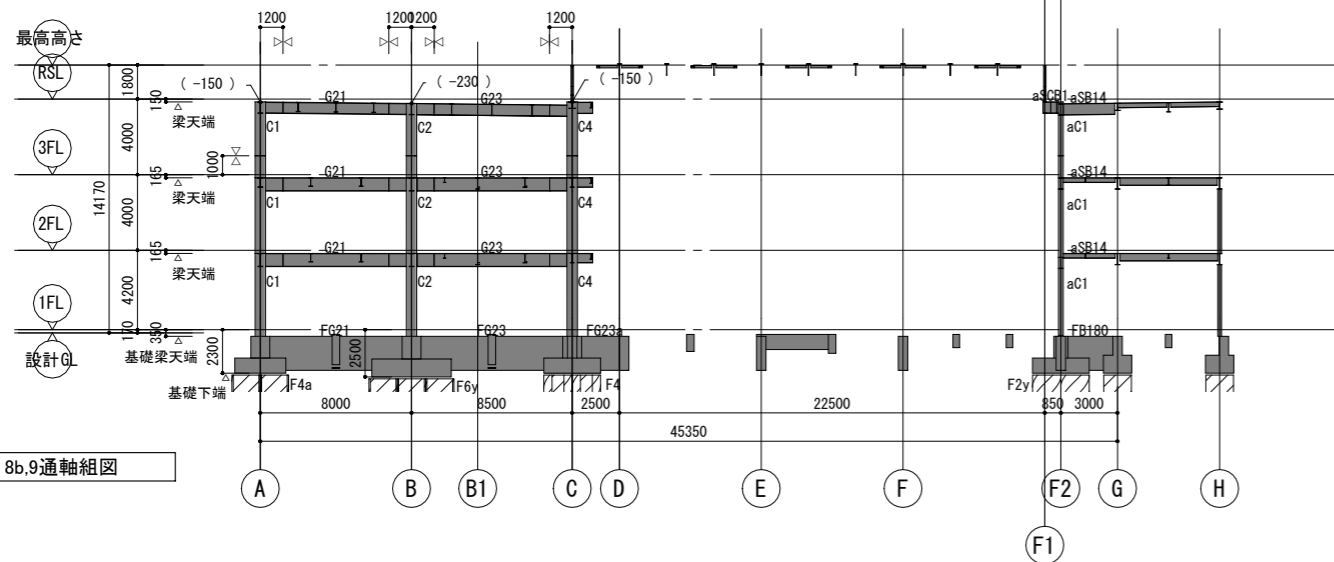 1200 1200 1200 1200
最高高さ
RSL
1800
( -150 ) ( -230 ) ( -150 )
150
梁天端
G21 G23 aSCB1 aSB14
C1 C2 C4 aC1
4000
3FL
1000
14170
165
梁天端
G21 G23 aSB14
C1 C2 C4 aC1
4000
2FL
165
梁天端
G21 G23 aSB14
C1 C2 C4 aC1
4200
1FL
170
350
設計GL
基礎梁天端
2300
FG21
2500
FG23 FG23a FB180
基礎下端
F4a F6y F4 F2y
8000 8500 2500 22500 850 3000
45350
8b,9通軸組図
A B B1 C D E F F2 G H
F1